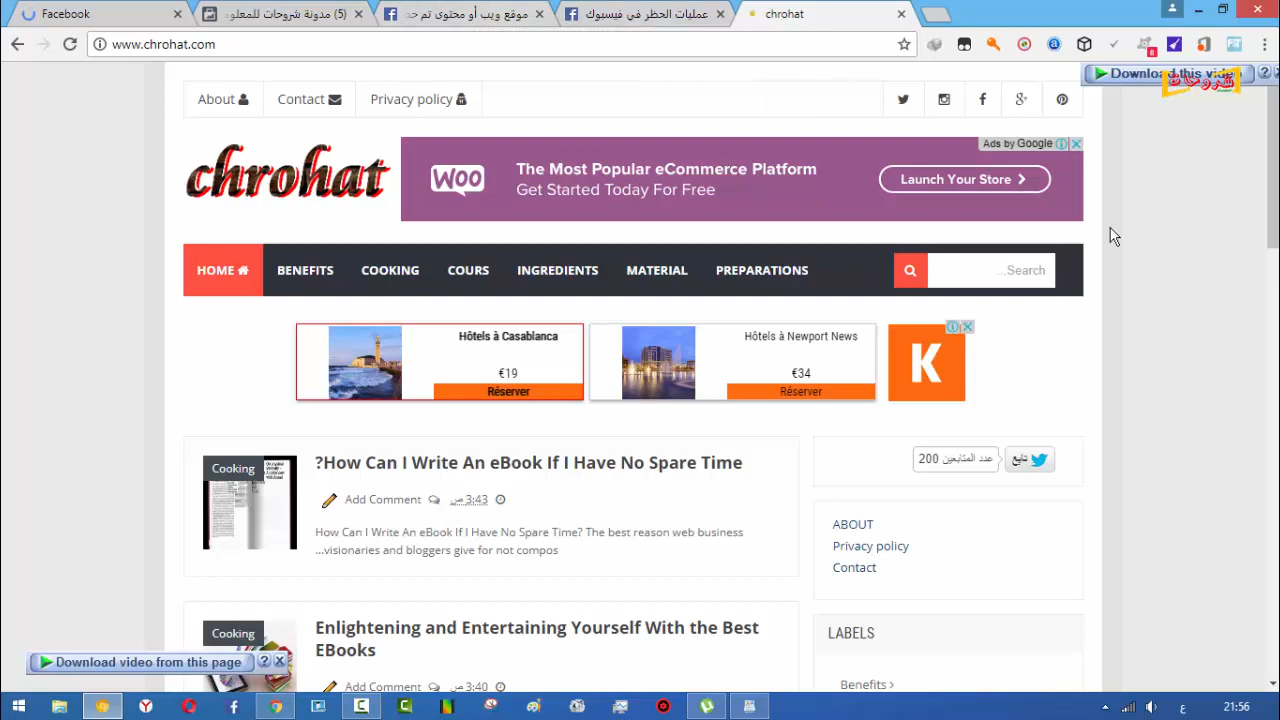 Facebook
(5) مدونة شروحات للمعلو
موقع ويب أو محتوى تم حد
عمليات الحظر في فيسبوك
chrohat
www.chrohat.com
8
Download this video
شروحات
About
Contact
Privacy policy
chrohat
WOO
The Most Popular eCommerce Platform
Get Started Today For Free
Launch Your Store
Ads by Google
HOME
BENEFITS
COOKING
COURS
INGREDIENTS
MATERIAL
PREPARATIONS
...Search
Hôtels à Casablanca
€19
Réserver
Hôtels à Newport News
€34
Réserver
K
Cooking
?How Can I Write An eBook If I Have No Spare Time
Add Comment
3:43 ص
How Can I Write An eBook If I Have No Spare Time? The best reason web business
...visionaries and bloggers give for not compos
عدد المتابعين 200
تابع
ABOUT
Privacy policy
Contact
Cooking
Enlightening and Entertaining Yourself With the Best
EBooks
Add Comment
3:40 ص
LABELS
Benefits
Download video from this page
ع
21:56